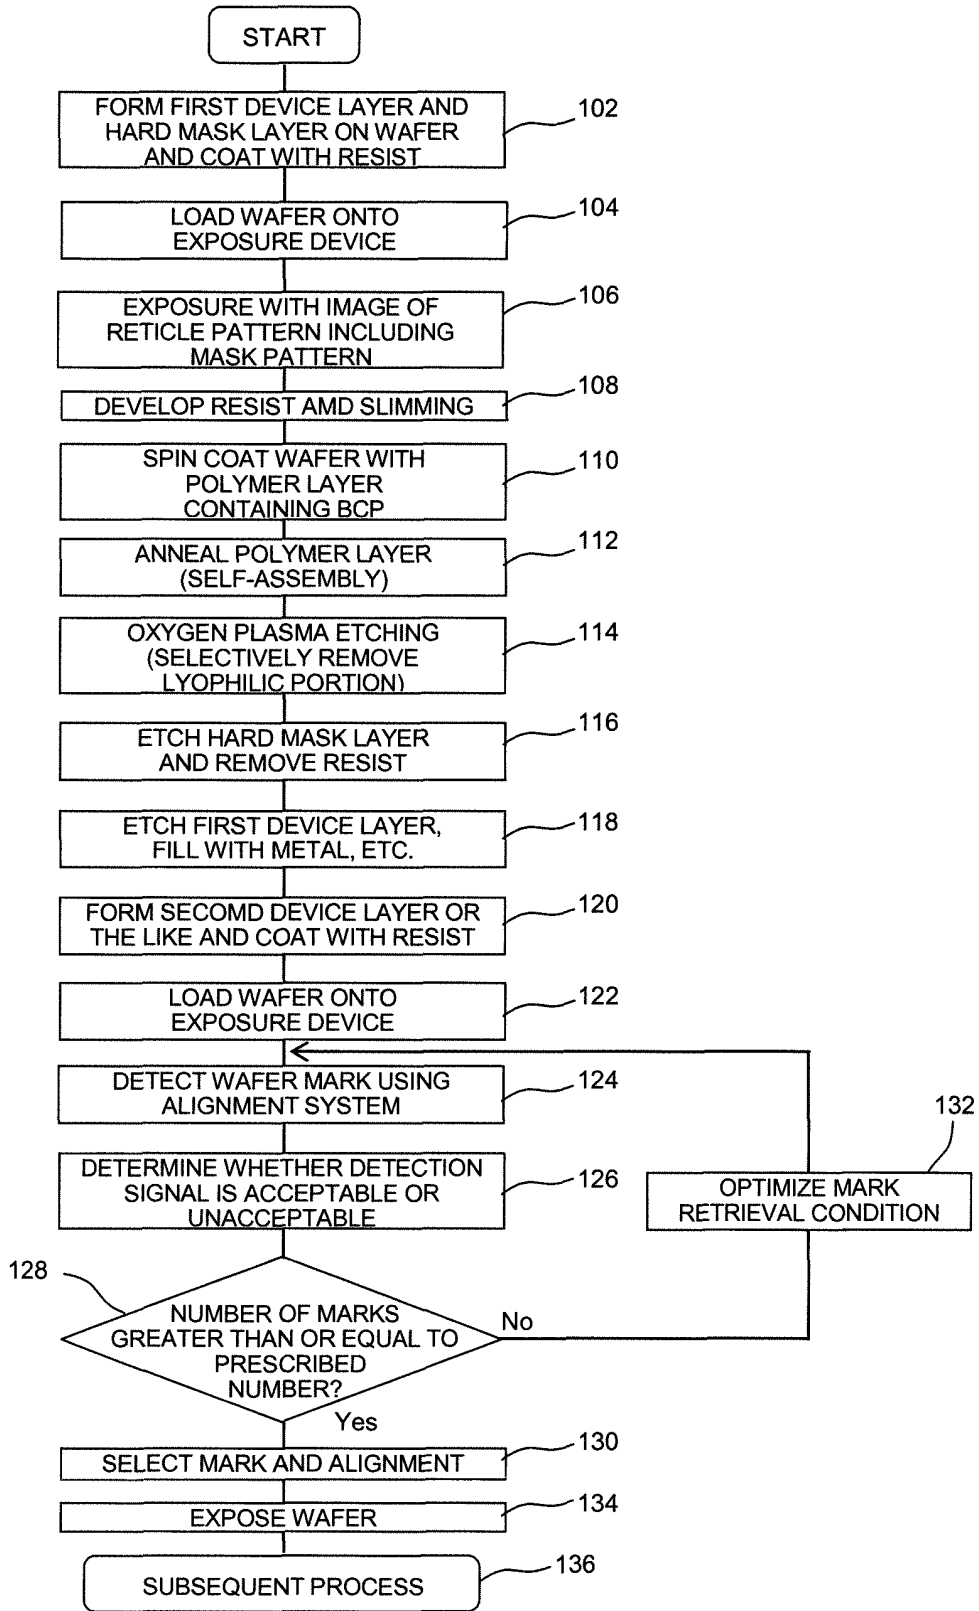 START
FORM FIRST DEVICE LAYER AND
HARD MASK LAYER ON WAFER
AND COAT WITH RESIST
102
LOAD WAFER ONTO
EXPOSURE DEVICE
104
EXPOSURE WITH IMAGE OF
RETICLE PATTERN INCLUDING
MASK PATTERN
106
DEVELOP RESIST AMD SLIMMING
108
SPIN COAT WAFER WITH
POLYMER LAYER
CONTAINING BCP
110
ANNEAL POLYMER LAYER
(SELF-ASSEMBLY)
112
OXYGEN PLASMA ETCHING
(SELECTIVELY REMOVE
LYOPHILIC PORTION)
114
ETCH HARD MASK LAYER
AND REMOVE RESIST
116
ETCH FIRST DEVICE LAYER,
FILL WITH METAL, ETC.
118
FORM SECOMD DEVICE LAYER OR
THE LIKE AND COAT WITH RESIST
120
LOAD WAFER ONTO
EXPOSURE DEVICE
122
DETECT WAFER MARK USING
ALIGNMENT SYSTEM
124
DETERMINE WHETHER DETECTION
SIGNAL IS ACCEPTABLE OR
UNACCEPTABLE
126
132
OPTIMIZE MARK
RETRIEVAL CONDITION
128
NUMBER OF MARKS
GREATER THAN OR EQUAL TO
PRESCRIBED
NUMBER?
No
Yes
SELECT MARK AND ALIGNMENT
130
EXPOSE WAFER
134
SUBSEQUENT PROCESS
136